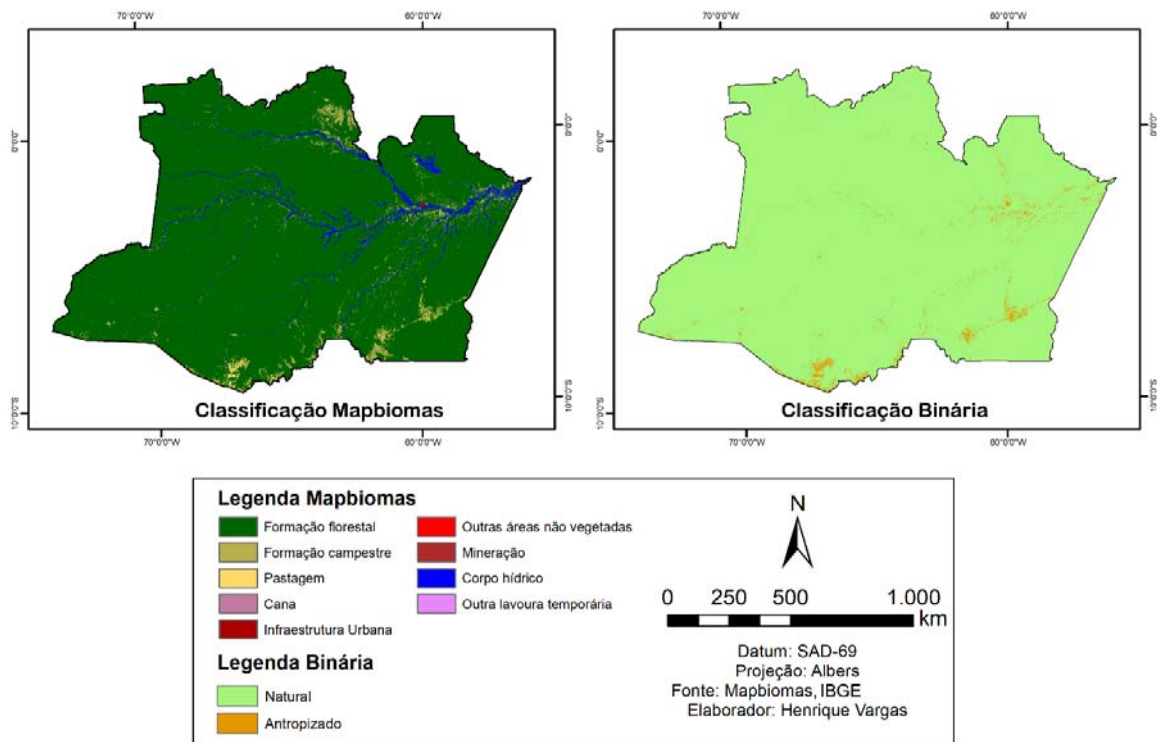 70°0'0"W 60°0'0"W
0°0'0"
0°0'0"
10°0'0"S
10°0'0"S
Classificação Mapbiomas
70°0'0"W 60°0'0"W
70°0'0"W 60°0'0"W
0°0'0"
0°0'0"
10°0'0"S
10°0'0"S
Classificação Binária
70°0'0"W 60°0'0"W
Legenda Mapbiomas
Formação florestal
Formação campestre
Pastagem
Cana
Infraestrutura Urbana
Outras áreas não vegetadas
Mineração
Corpo hídrico
Outra lavoura temporária
Legenda Binária
Natural
Antropizado
N
0 250 500 1.000
km
Datum: SAD-69
Projeção: Albers
Fonte: Mapbiomas, IBGE
Elaborador: Henrique Vargas